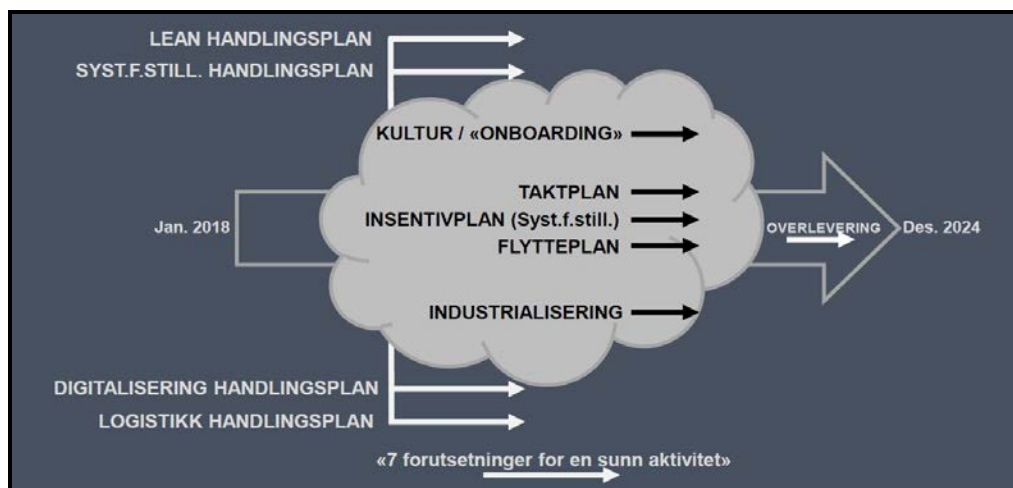 LEAN HANDLINGSPLAN
SYST.F.STILL. HANDLINGSPLAN
KULTUR / «ONBOARDING»
TAKTPLAN
Jan. 2018
INSENTIVPLAN (Syst.f.still.)
OVERLEVERING
Des. 2024
FLYTTEPLAN
INDUSTRIALISERING
DIGITALISERING HANDLINGSPLAN
LOGISTIKK HANDLINGSPLAN
«7 forutsetninger for en sunn aktivitet»